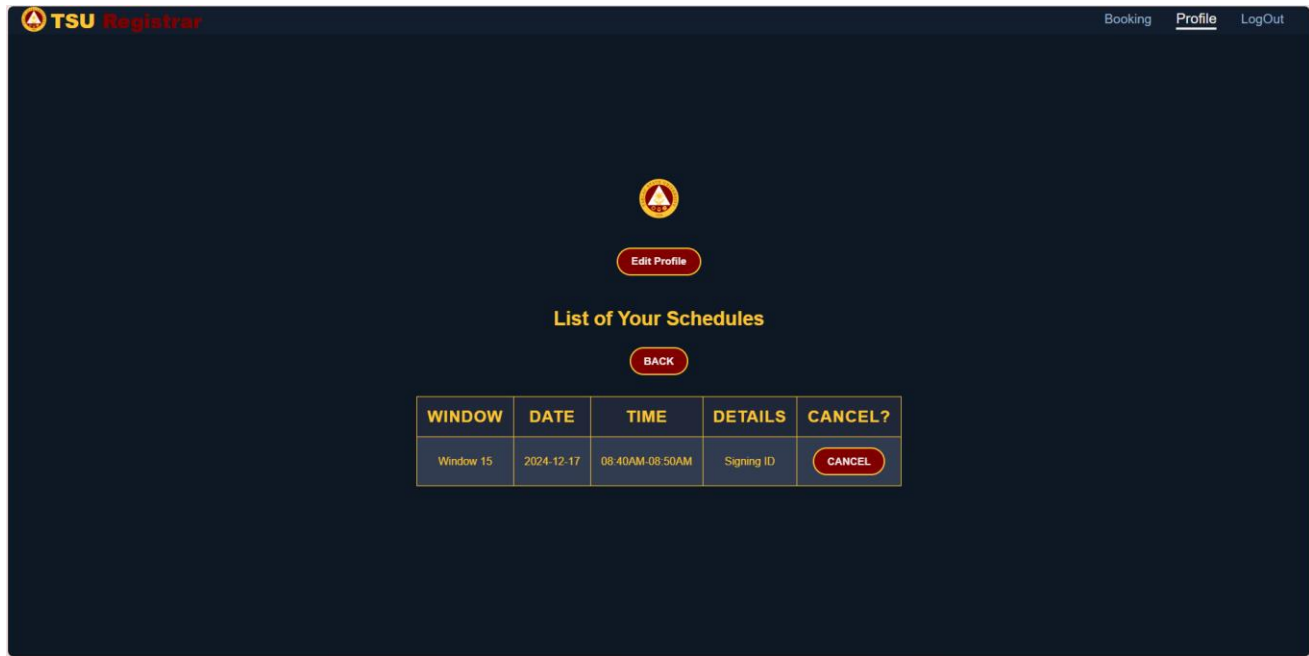 TSU Registrar
Booking Profile LogOut
Edit Profile
List of Your Schedules
BACK
WINDOW DATE TIME DETAILS CANCEL?
Window 15 2024-12-17 08:40AM-08:50AM Signing ID CANCEL